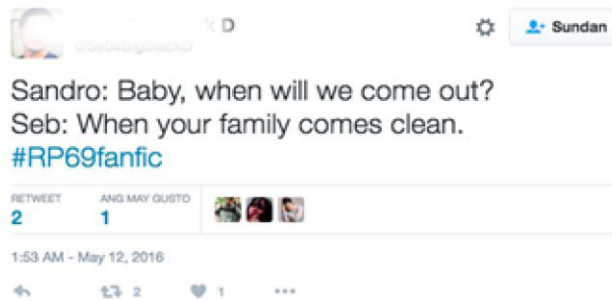 D
Sundan
Sandro: Baby, when will we come out?
Seb: When your family comes clean.
#RP69fanfic
RETWEET
ANG MAY GUSTO
2
1
1:53 AM - May 12, 2016
2
1